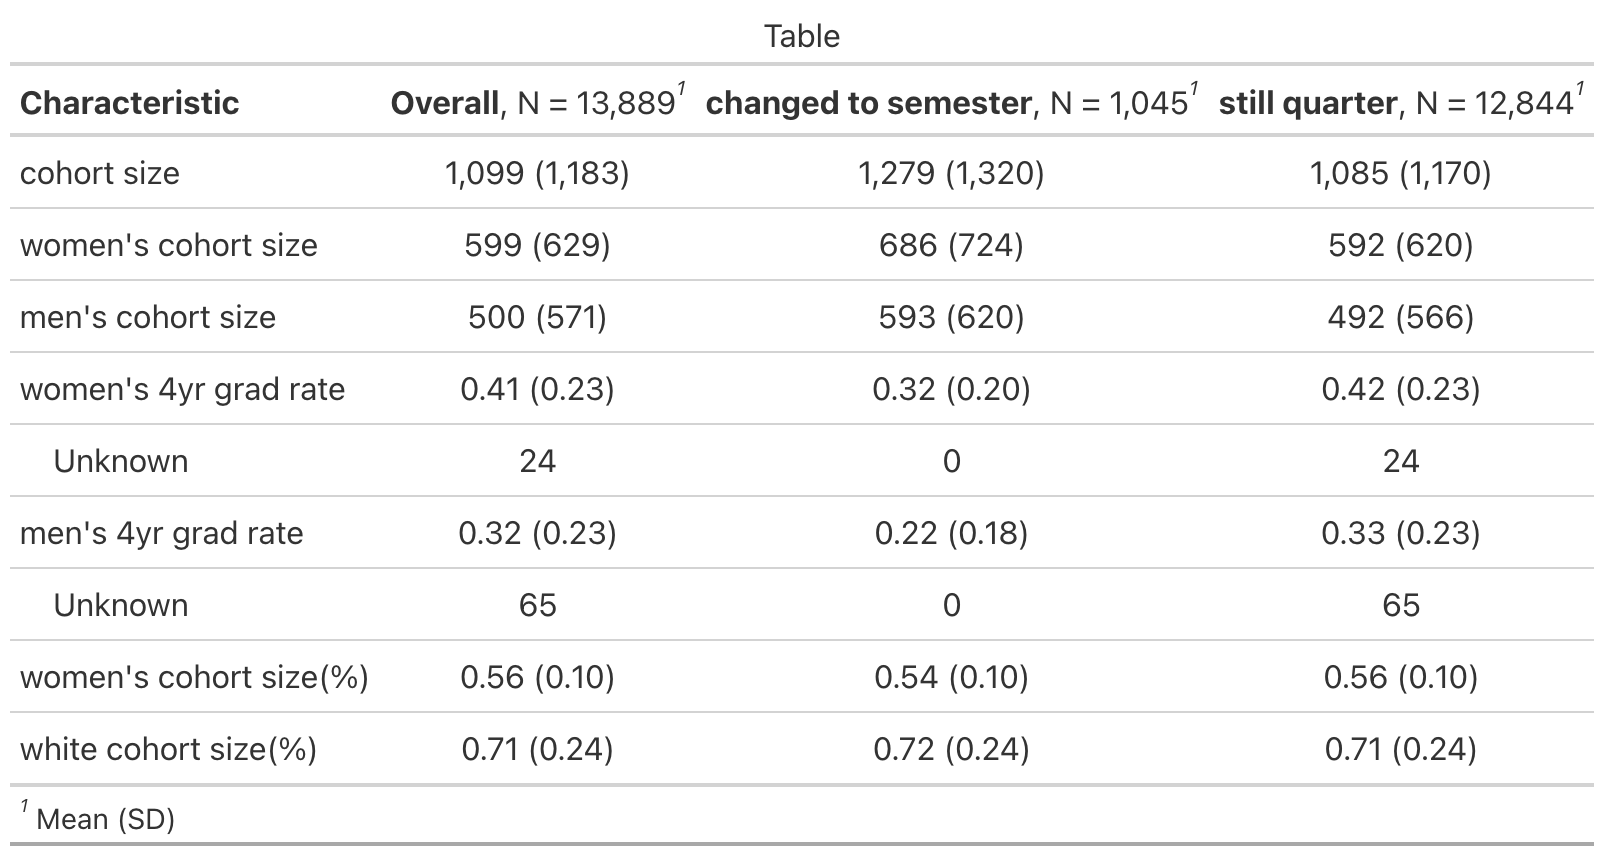 Table
Characteristic Overall, N = 13,889¹ changed to semester, N = 1,045¹ still quarter, N = 12,844¹
cohort size 1,099 (1,183) 1,279 (1,320) 1,085 (1,170)
women's cohort size 599 (629) 686 (724) 592 (620)
men's cohort size 500 (571) 593 (620) 492 (566)
women's 4yr grad rate 0.41 (0.23) 0.32 (0.20) 0.42 (0.23)
Unknown 24 0 24
men's 4yr grad rate 0.32 (0.23) 0.22 (0.18) 0.33 (0.23)
Unknown 65 0 65
women's cohort size(%) 0.56 (0.10) 0.54 (0.10) 0.56 (0.10)
white cohort size(%) 0.71 (0.24) 0.72 (0.24) 0.71 (0.24)
¹ Mean (SD)